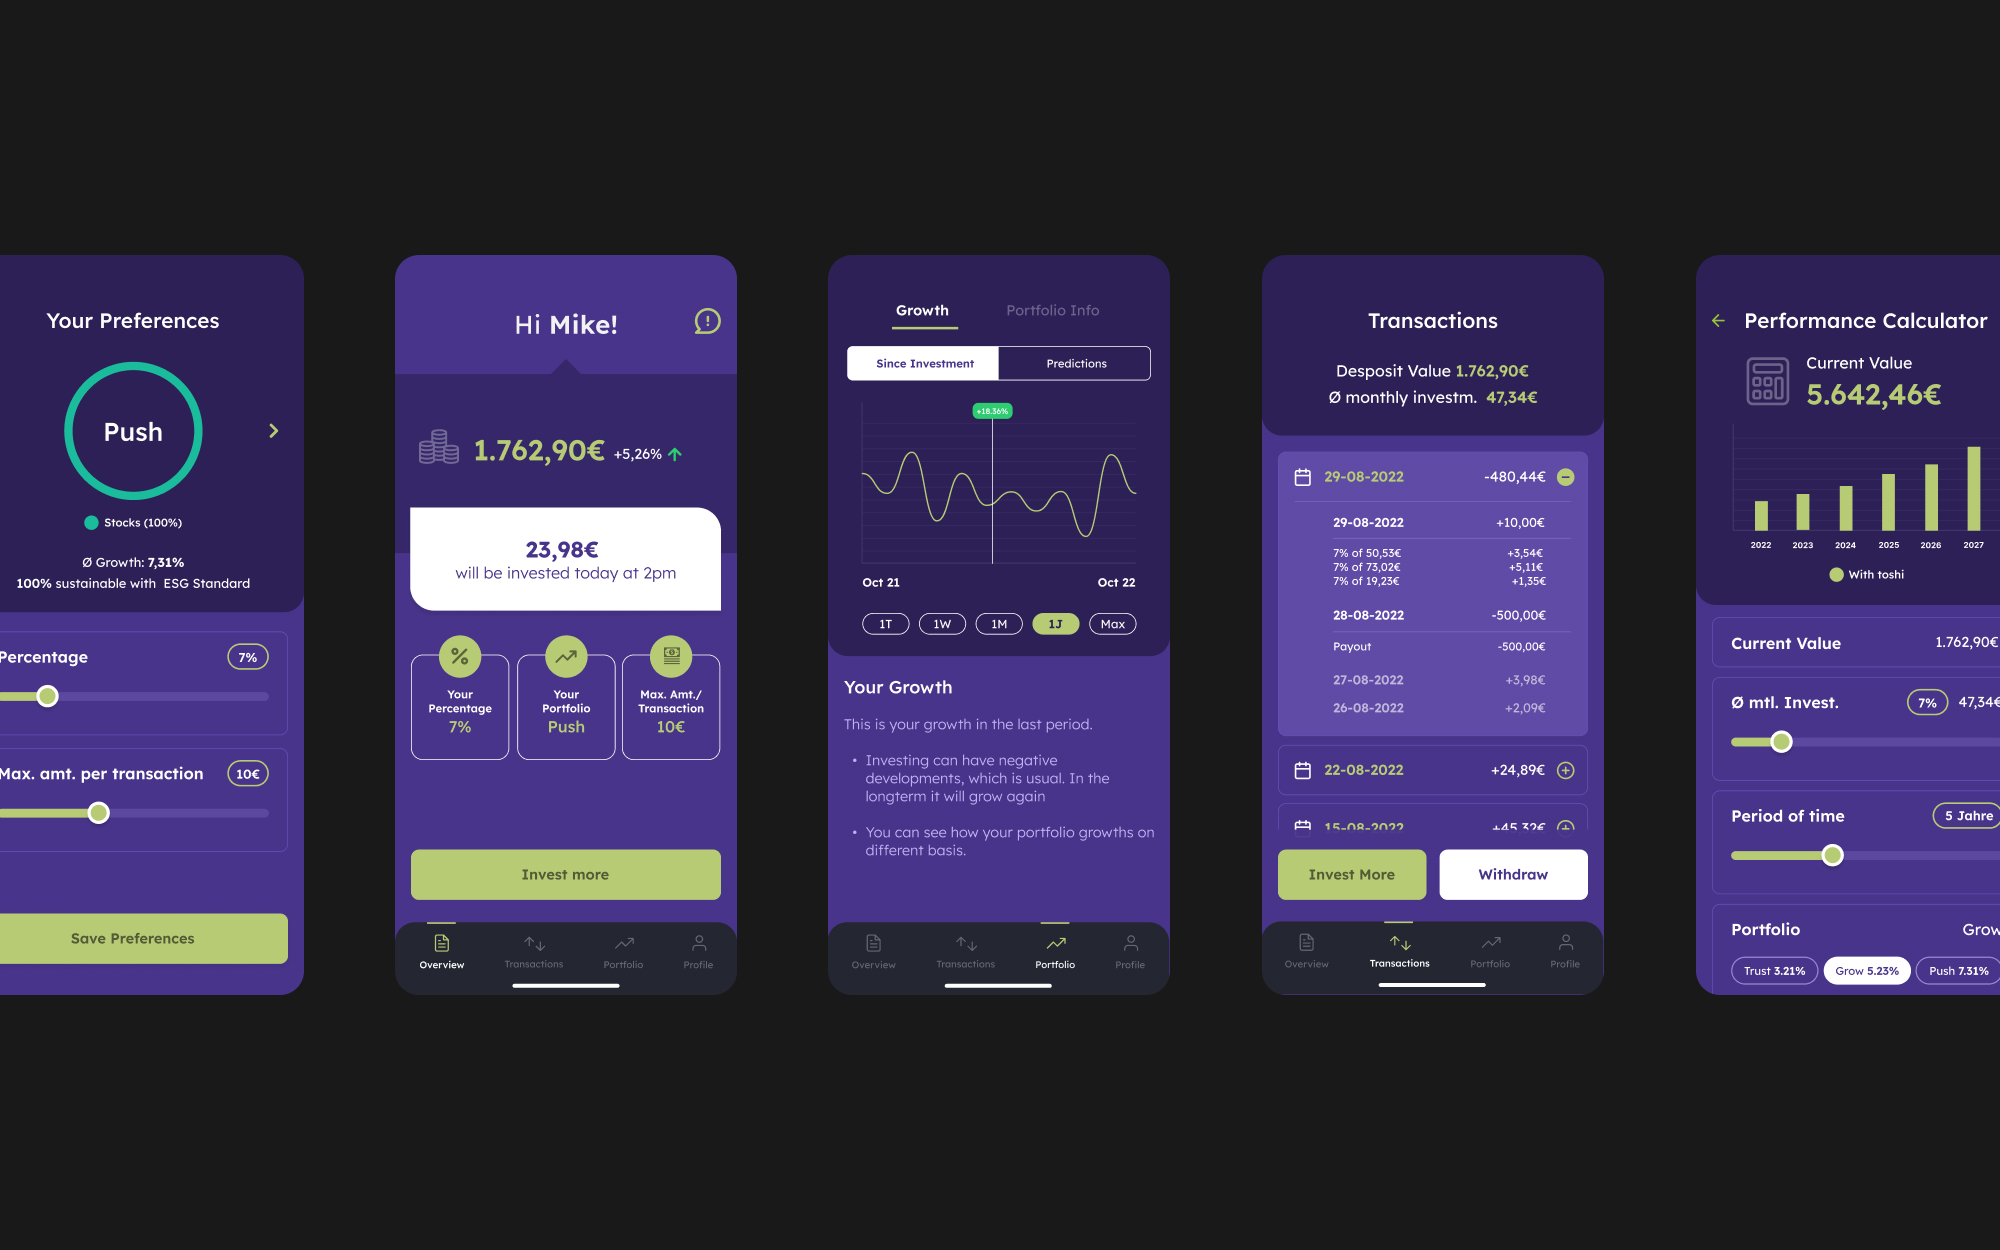 Your Preferences
Push
Stocks (100%)
Ø Growth: 7,31%
100% sustainable with ESG Standard
Percentage 7%
Max. amt. per transaction 10€
Save Preferences
Hi Mike!
1.762,90€ +5,26%
23,98€
will be invested today at 2pm
Your
Percentage
7%
Your
Portfolio
Push
Max. Amt./
Transaction
10€
Invest more
Overview Transactions Portfolio Profile
Growth Portfolio Info
Since Investment Predictions
+18.36%
Oct 21 Oct 22
1T 1W 1M 1J Max
Your Growth
This is your growth in the last period.
• Investing can have negative
developments, which is usual. In the
longterm it will grow again
• You can see how your portfolio growths on
different basis.
Overview Transactions Portfolio Profile
Transactions
Desposit Value 1.762,90€
Ø monthly investm. 47,34€
29-08-2022 -480,44€
29-08-2022 +10,00€
7% of 50,53€ +3,54€
7% of 73,02€ +5,11€
7% of 19,23€ +1,35€
28-08-2022 -500,00€
Payout -500,00€
27-08-2022 +3,98€
26-08-2022 +2,09€
22-08-2022 +24,89€
15-08-2022 +45,32€
Invest More Withdraw
Overview Transactions Portfolio Profile
Performance Calculator
Current Value
5.642,46€
2022 2023 2024 2025 2026 2027
With toshi
Current Value 1.762,90€
Ø mtl. Invest. 7% 47,34€
Period of time 5 Jahre
Portfolio Grow
Trust 3.21% Grow 5.23% Push 7.31%